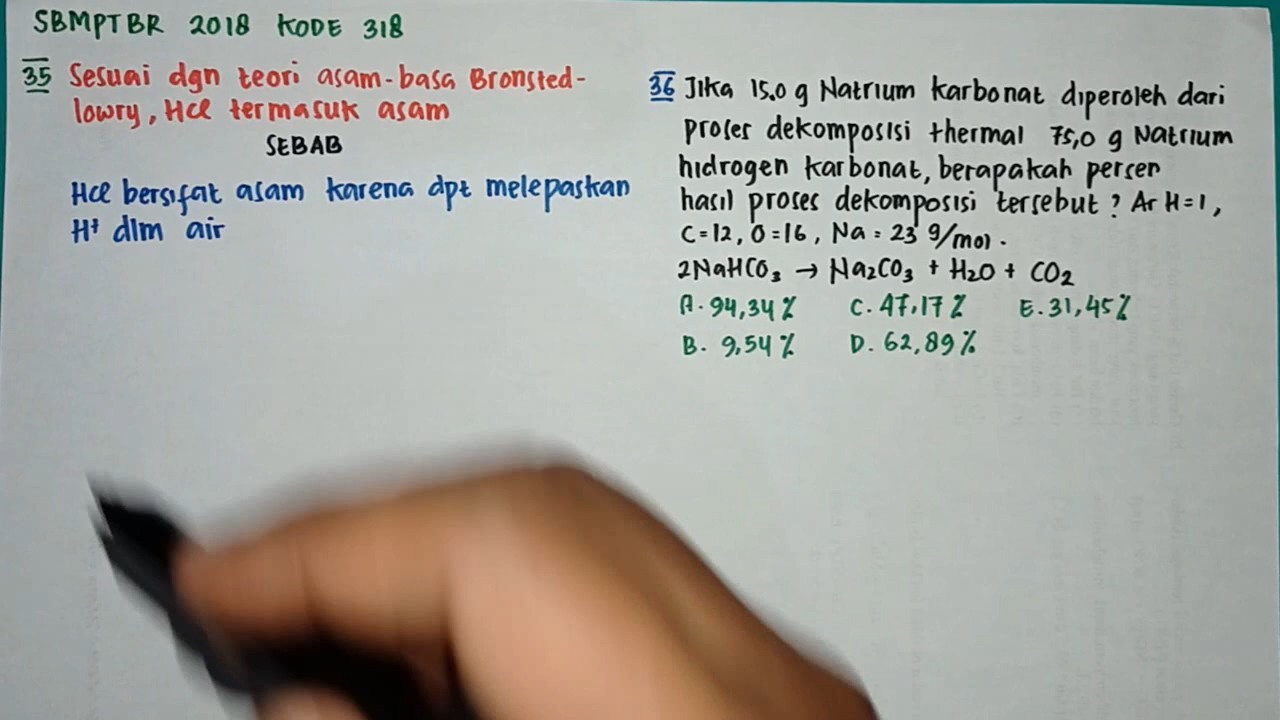 SBMPTBR 2018 KODE 318
35 Sesuai dgn teori asam-basa Bronsted-
lowry, HCl termasuk asam
SEBAB
HCl bersifat asam karena dpt melepaskan
H⁺ dlm air
36 Jika 15.0 g Natrium karbonat diperoleh dari
proses dekomposisi thermal 75,0 g Natrium
hidrogen karbonat, berapakah persen
hasil proses dekomposisi tersebut? Ar H=1,
C=12, O=16, Na = 23 g/mol.
2NaHCO₃ → Na₂CO₃ + H₂O + CO₂
A. 94,34% C. 47,17% E. 31,45%
B. 9,54% D. 62,89%